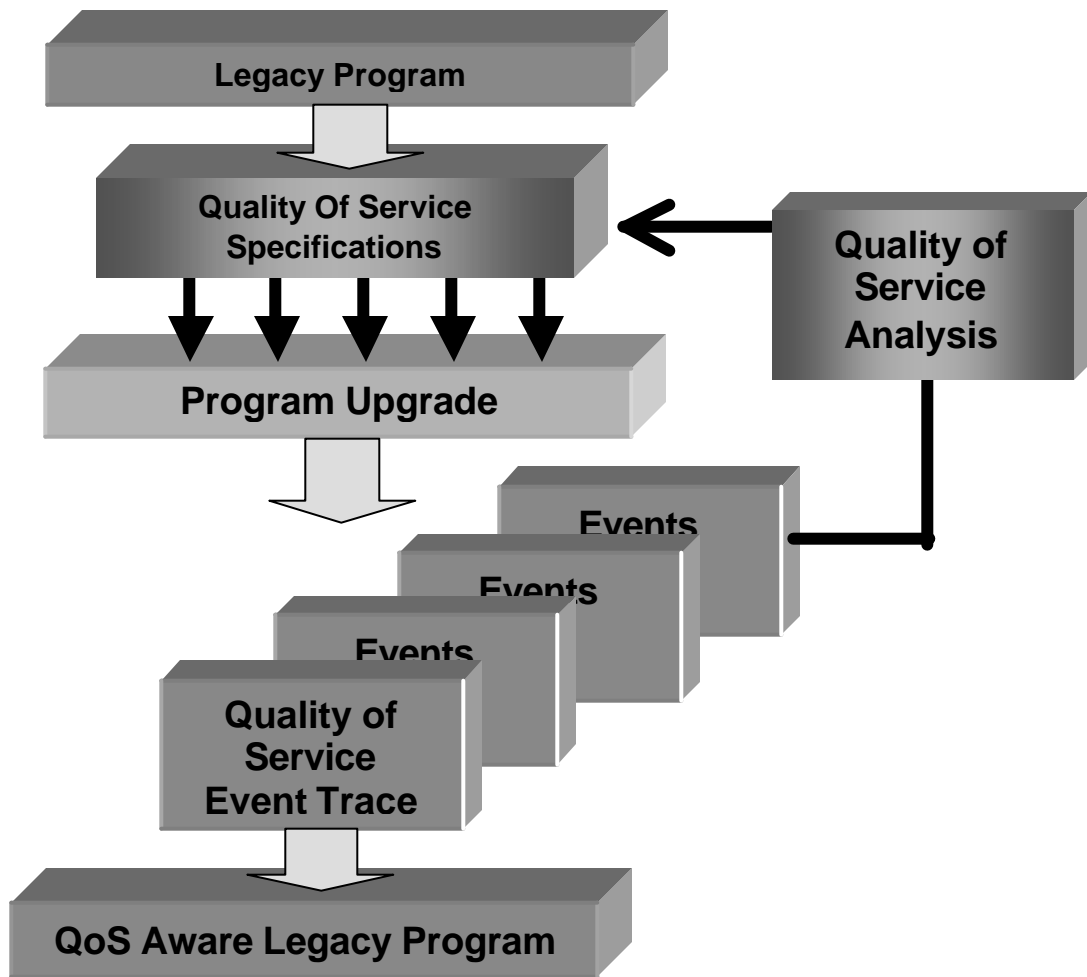 Legacy Program
Quality Of Service
Specifications
Quality of
Service
Analysis
Program Upgrade
Events
Events
Events
Quality of
Service
Event Trace
QoS Aware Legacy Program